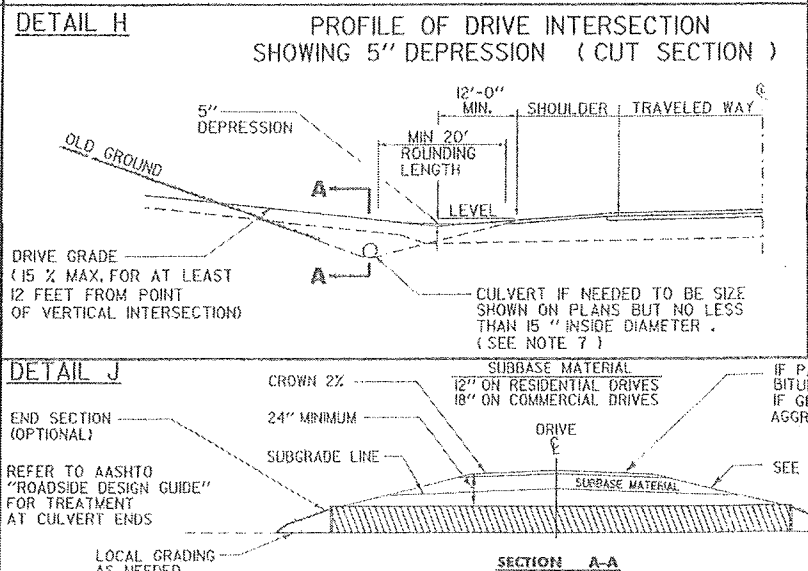 DETAIL H
PROFILE OF DRIVE INTERSECTION
SHOWING 5" DEPRESSION ( CUT SECTION )
5"
DEPRESSION
12'-0"
MIN.
SHOULDER
TRAVELED WAY
℄
MIN 20'
ROUNDING
LENGTH
OLD GROUND
A
LEVEL
DRIVE GRADE
(15 % MAX. FOR AT LEAST
12 FEET FROM POINT
OF VERTICAL INTERSECTION)
A
CULVERT IF NEEDED TO BE SIZE
SHOWN ON PLANS BUT NO LESS
THAN 15 " INSIDE DIAMETER .
( SEE NOTE 7 )
DETAIL J
CROWN 2%
SUBBASE MATERIAL
12" ON RESIDENTIAL DRIVES
18" ON COMMERCIAL DRIVES
IF
END SECTION
(OPTIONAL)
24" MINIMUM
DRIVE
℄
SUBGRADE LINE
SUBBASE MATERIAL
SEE
REFER TO AASHTO
"ROADSIDE DESIGN GUIDE"
FOR TREATMENT
AT CULVERT ENDS
LOCAL GRADING
AS NEEDED
SECTION A-A